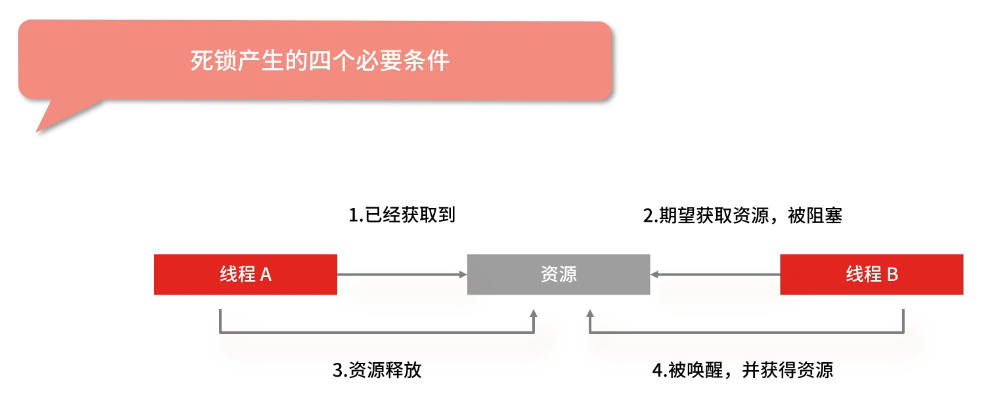 死锁产生的四个必要条件
1.已经获取到
2.期望获取资源，被阻塞
线程 A
资源
线程 B
3.资源释放
4.被唤醒，并获得资源